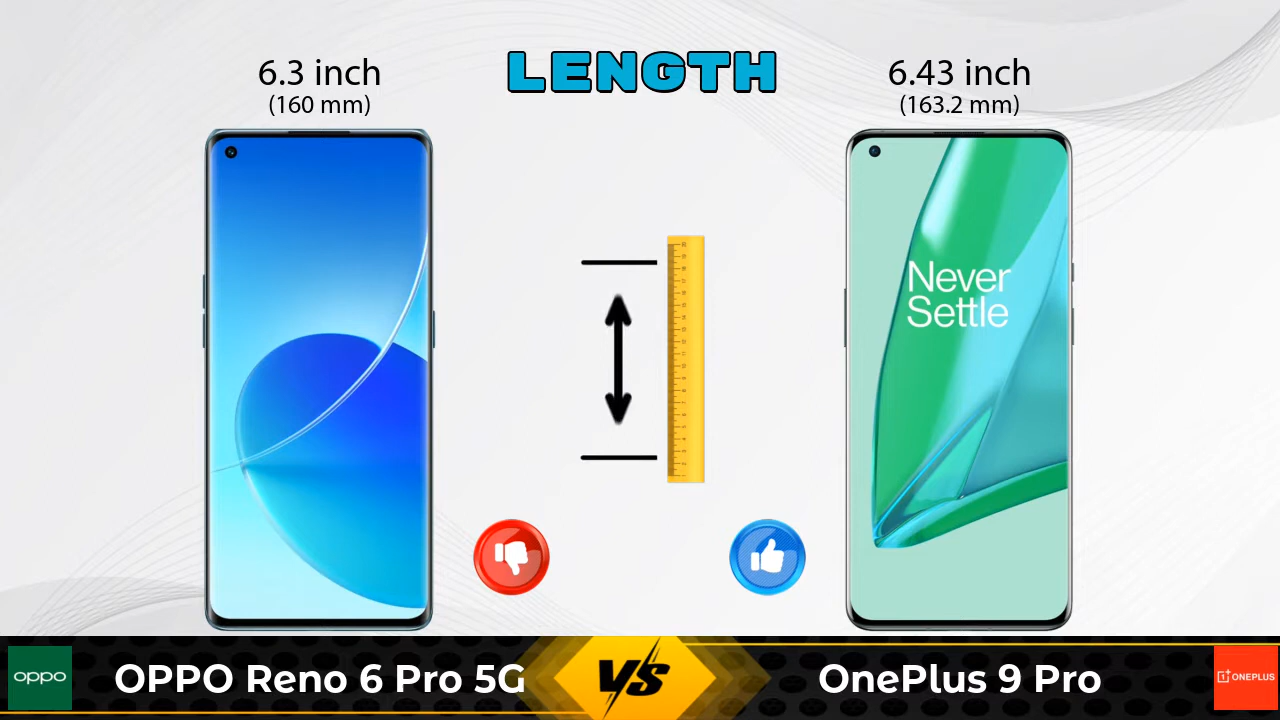 LENGTH
6.3 inch
(160 mm)
6.43 inch
(163.2 mm)
Never
Settle
oppo
OPPO Reno 6 Pro 5G
VS
OnePlus 9 Pro
1+ ONEPLUS